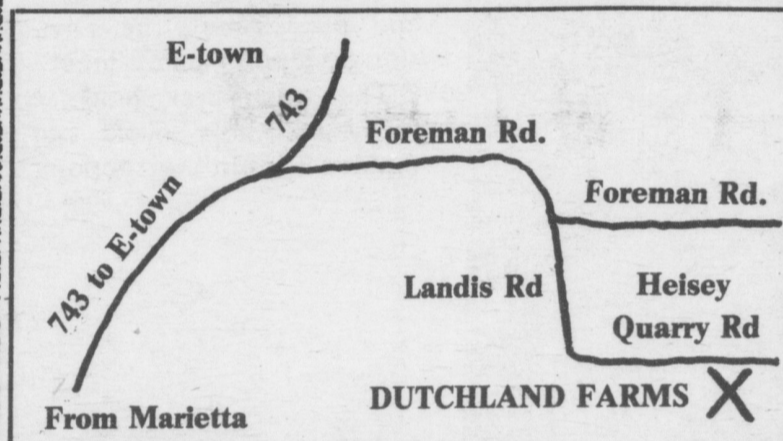 E-town
743
Foreman Rd.
743 to E-town
Foreman Rd.
Landis Rd
Heisey
Quarry Rd
DUTCHLAND FARMS X
From Marietta